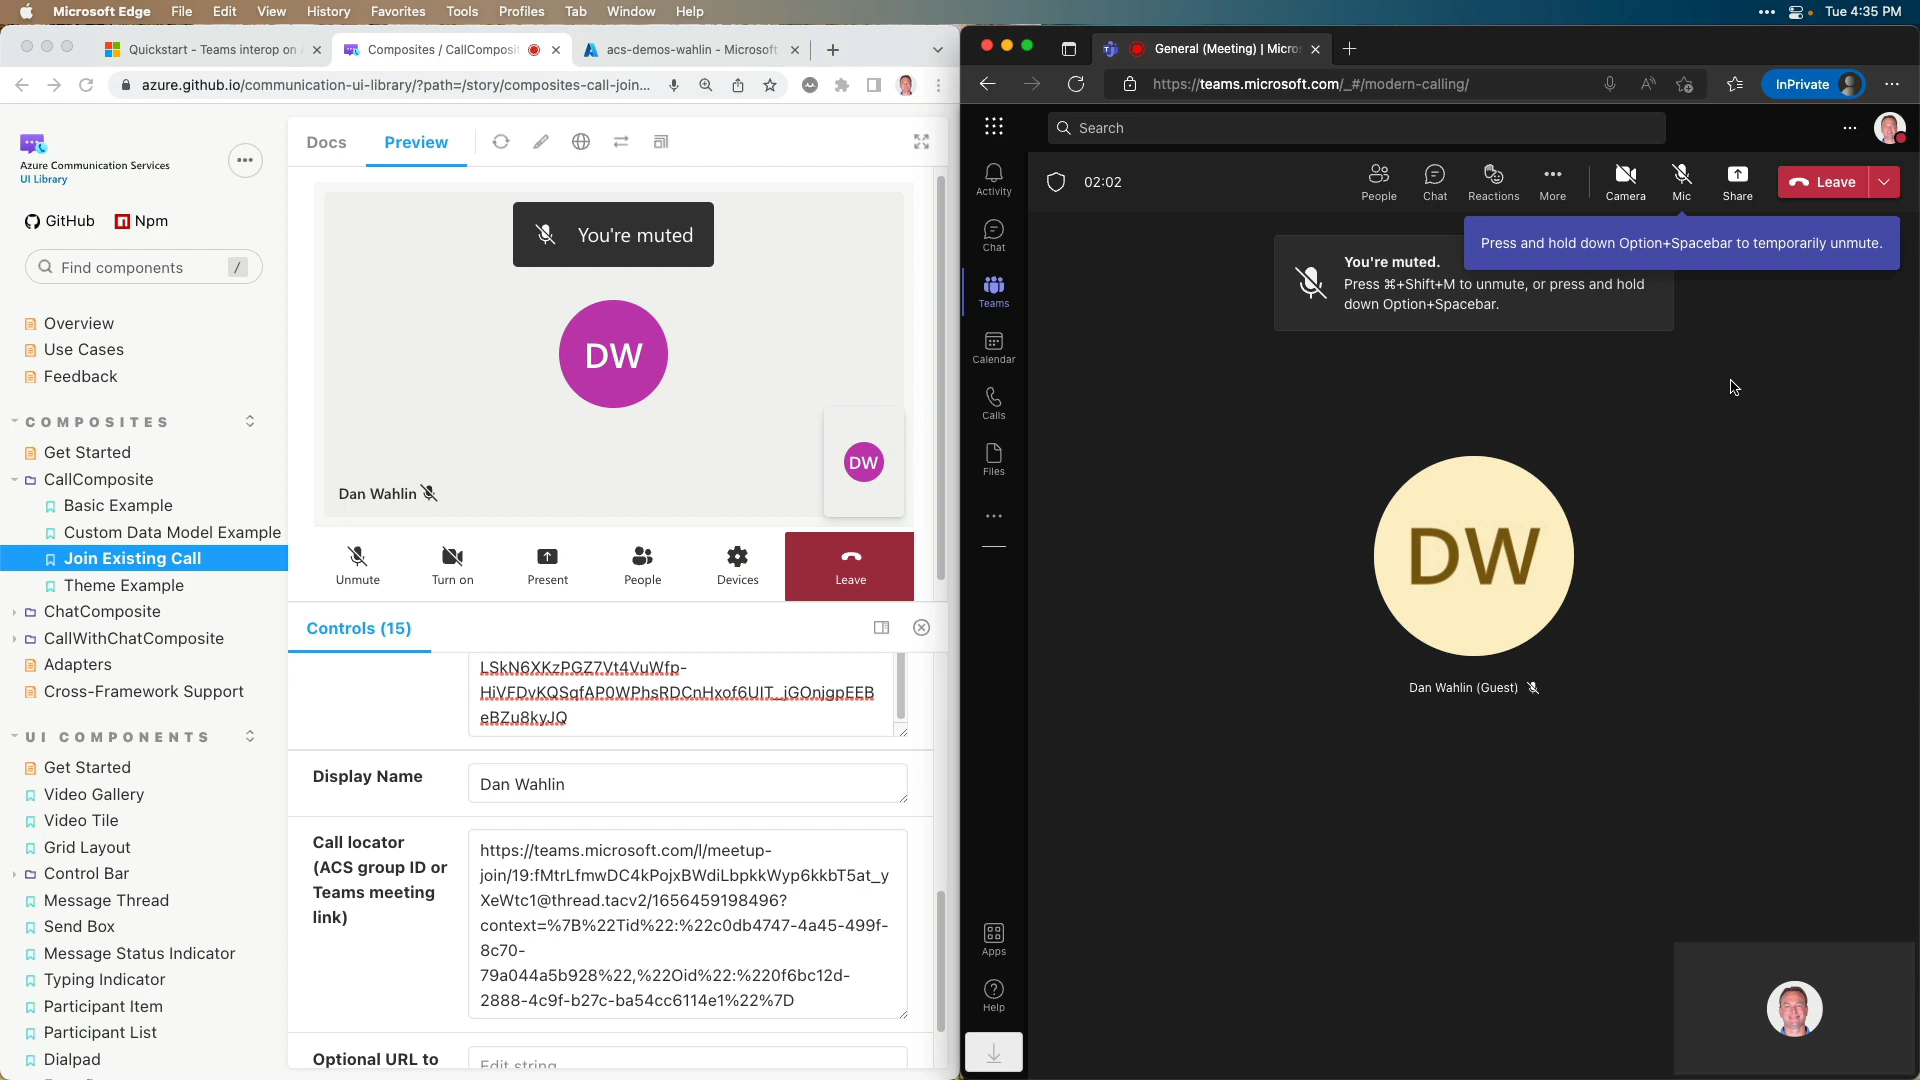 Microsoft Edge File Edit View History Favorites Tools Profiles Tab Window Help
Tue 4:35 PM
Quickstart - Teams interop on
Composites / CallComposit
acs-demos-wahlin - Microsoft
azure.github.io/communication-ui-library/?path=/story/composites-call-join...
Azure Communication Services
UI Library
GitHub
Npm
Find components
/
Overview
Use Cases
Feedback
COMPOSITES
Get Started
CallComposite
Basic Example
Custom Data Model Example
Join Existing Call
Theme Example
ChatComposite
CallWithChatComposite
Adapters
Cross-Framework Support
UI COMPONENTS
Get Started
Video Gallery
Video Tile
Grid Layout
Control Bar
Message Thread
Send Box
Message Status Indicator
Typing Indicator
Participant Item
Participant List
Dialpad
Docs
Preview
You're muted
DW
DW
Dan Wahlin
Unmute
Turn on
Present
People
Devices
Leave
Controls (15)
LSkN6XKzPGZ7Vt4VuWfp-
HiVFDvKQSqfAP0WPhsRDCnHxof6UIT_jGOnjgpEEB
eBZu8kvJQ
Display Name
Dan Wahlin
Call locator
(ACS group ID or
Teams meeting
link)
https://teams.microsoft.com/l/meetup-
join/19:fMtrLfmwDC4kPojxBWdiLbpkkWyp6kkbT5at_y
XeWtc1@thread.tacv2/1656459198496?
context=%7B%22Tid%22:%22c0db4747-4a45-499f-
8c70-
79a044a5b928%22,%22Oid%22:%220f6bc12d-
2888-4c9f-b27c-ba54cc6114e1%22%7D
Optional URL to
Edit string
General (Meeting) | Micro
https://teams.microsoft.com/_#/modern-calling/
InPrivate
Search
Activity
Chat
Teams
Calendar
Calls
Files
Apps
Help
02:02
People
Chat
Reactions
More
Camera
Mic
Share
Leave
Press and hold down Option+Spacebar to temporarily unmute.
You're muted.
Press ⌘+Shift+M to unmute, or press and hold
down Option+Spacebar.
DW
Dan Wahlin (Guest)